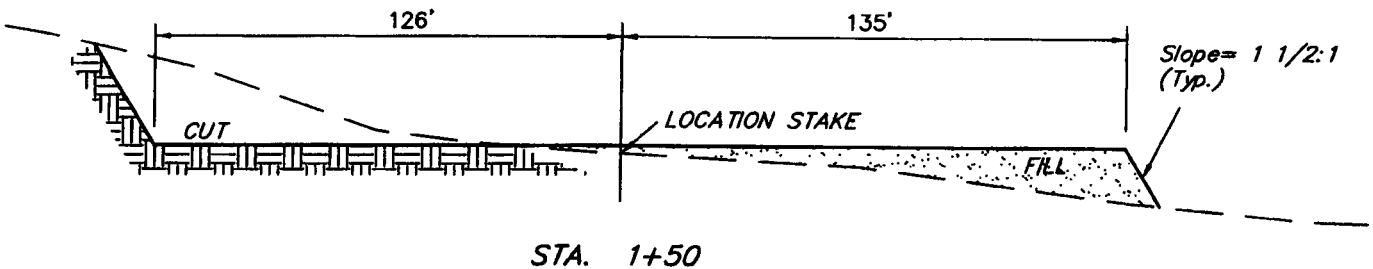 126' 135'
Slope= 1 1/2:1
(Typ.)
CUT LOCATION STAKE
FILL
STA. 1+50